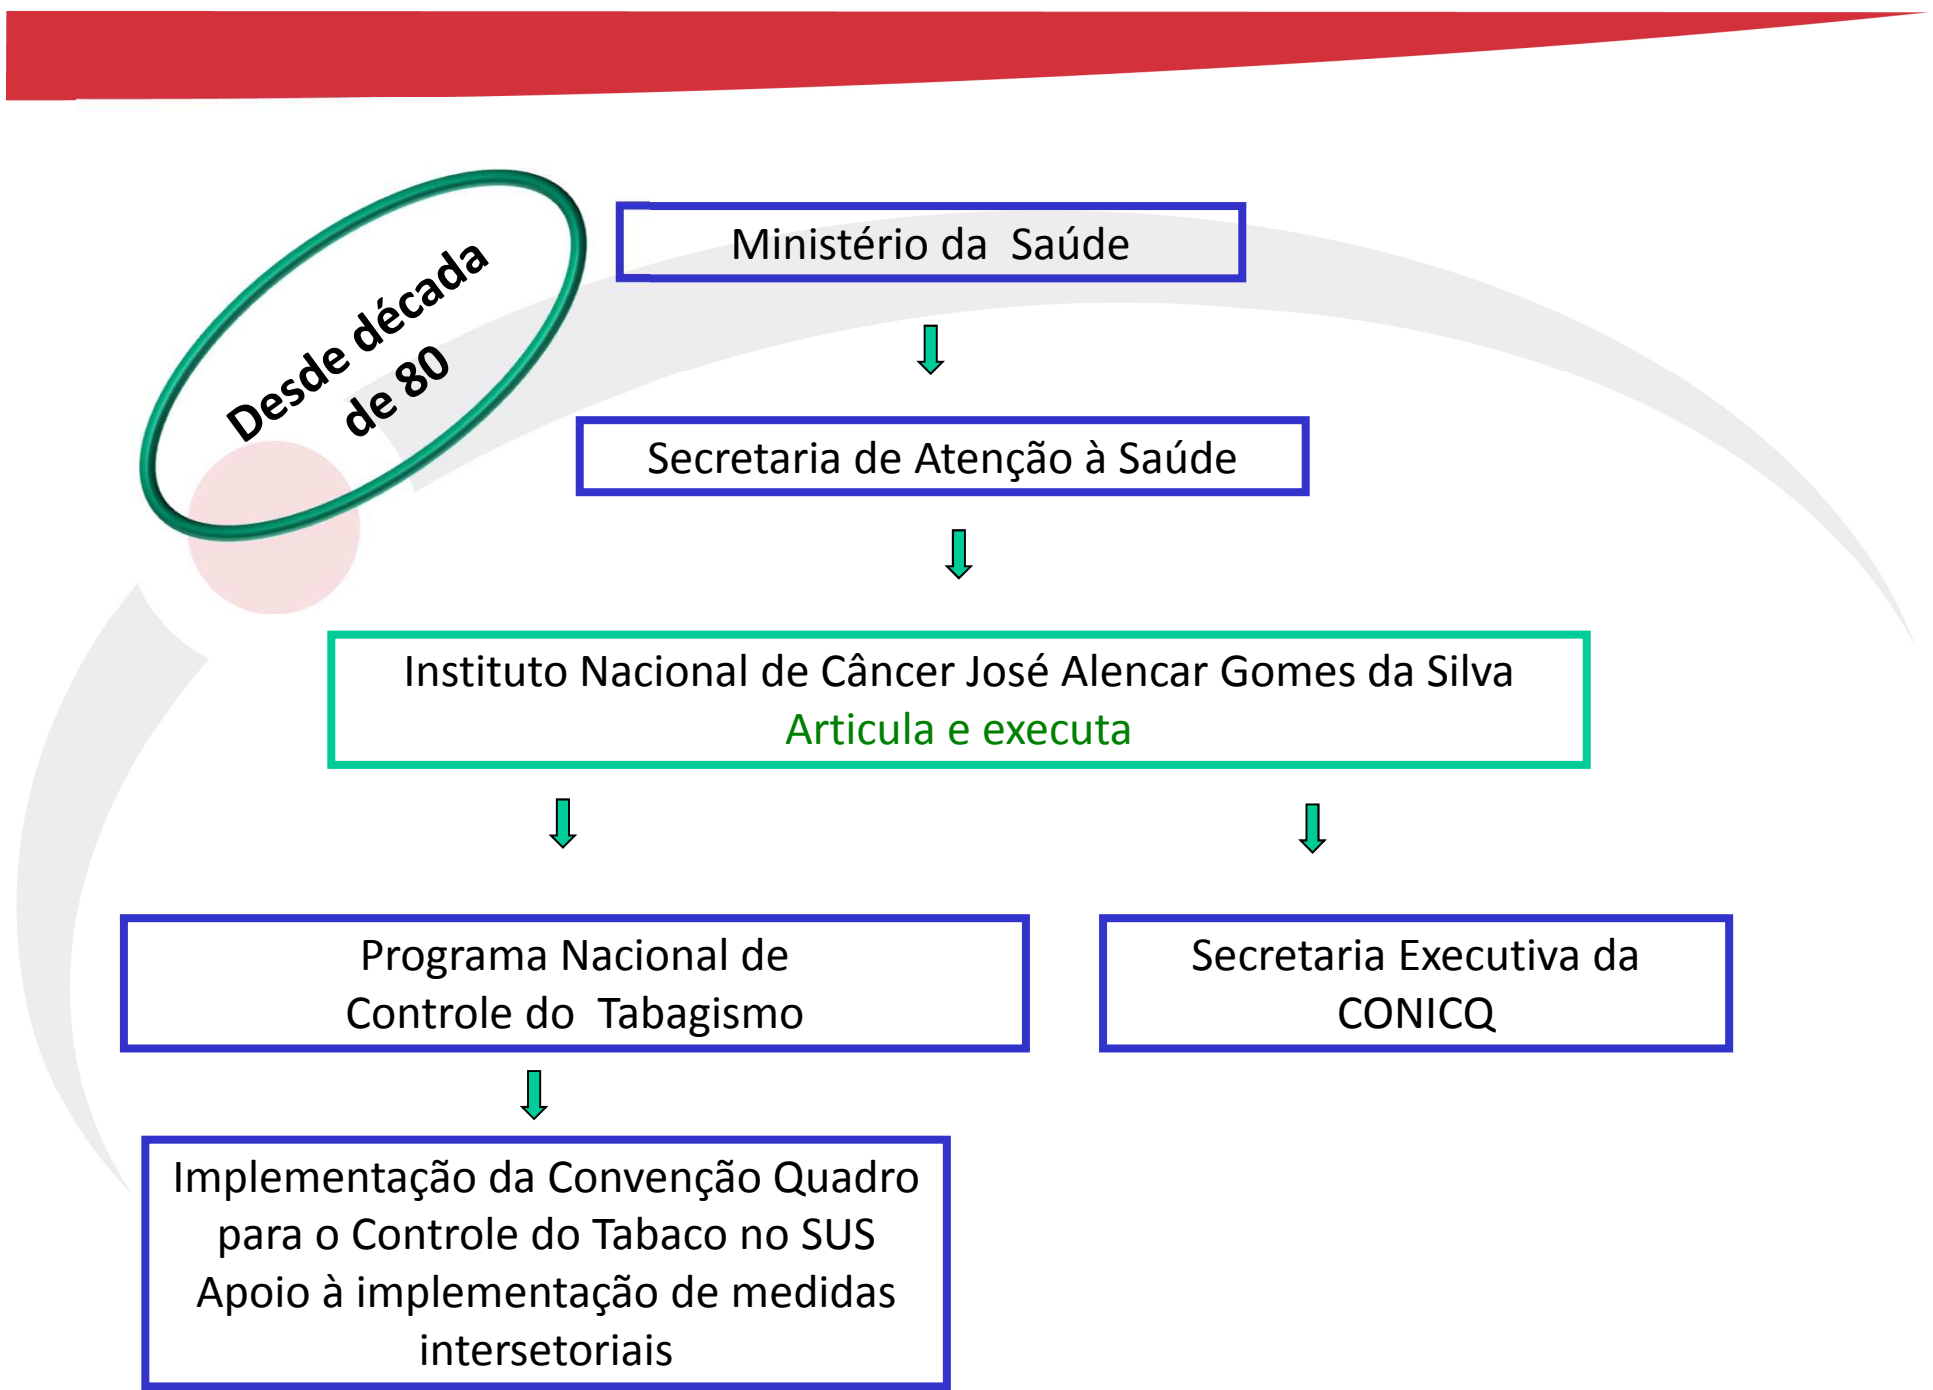 Desde década
de 80
Ministério da Saúde
Secretaria de Atenção à Saúde
Instituto Nacional de Câncer José Alencar Gomes da Silva
Articula e executa
Programa Nacional de
Controle do Tabagismo
Secretaria Executiva da
CONICQ
Implementação da Convenção Quadro
para o Controle do Tabaco no SUS
Apoio à implementação de medidas
intersetoriais